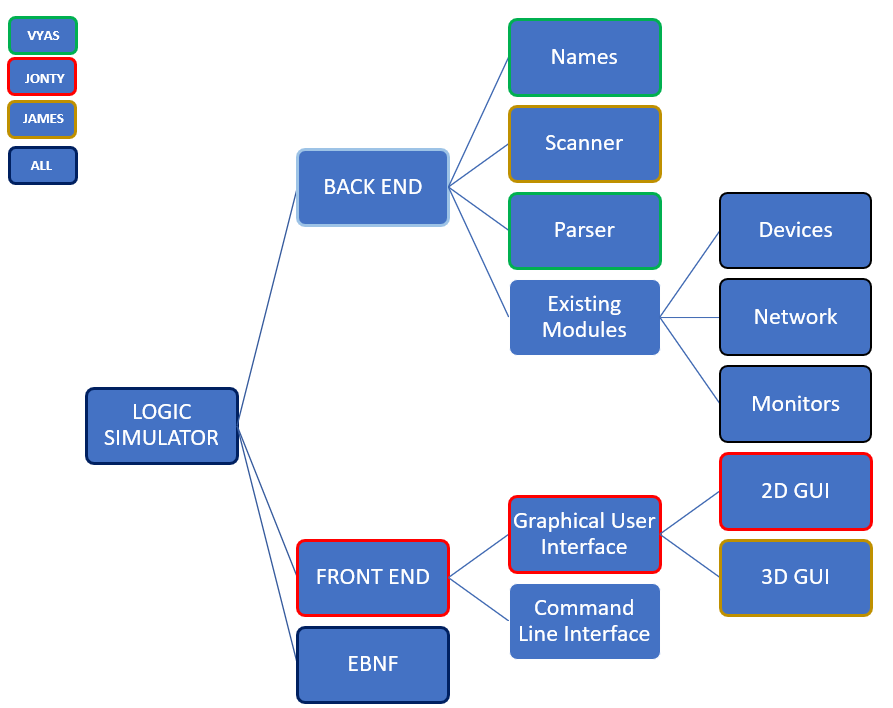 VYAS
JONTY
JAMES
ALL
Names
Scanner
BACK END
Parser
Devices
Existing
Modules
Network
Monitors
LOGIC
SIMULATOR
2D GUI
Graphical User
Interface
FRONT END
3D GUI
Command
Line Interface
EBNF